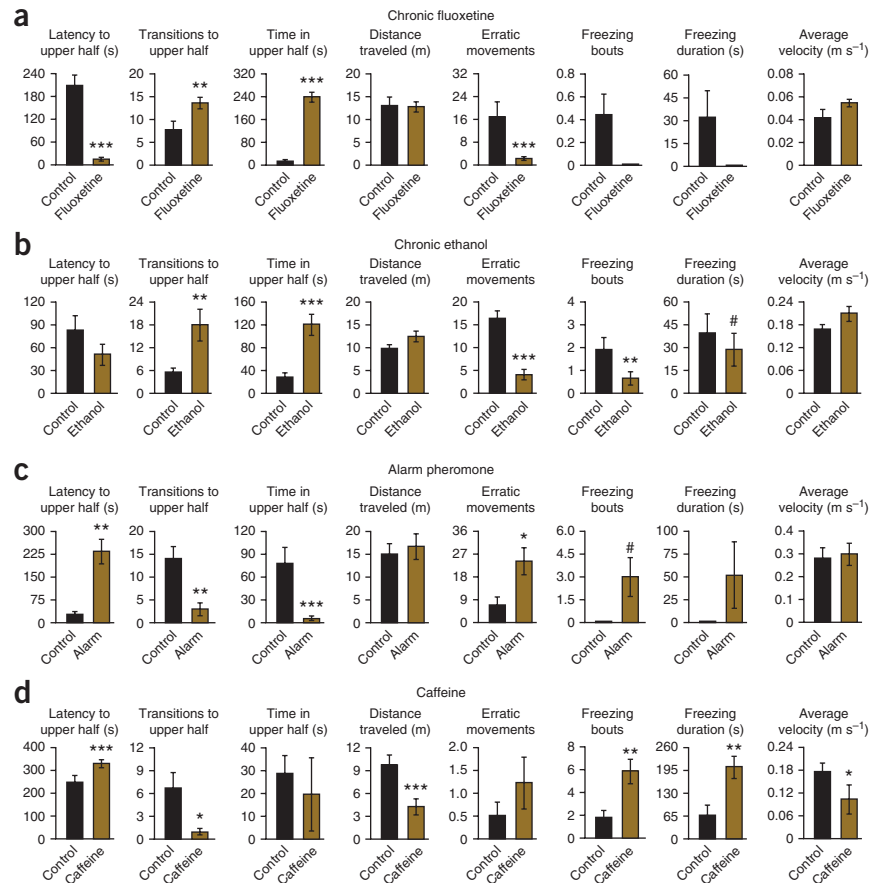 a
Chronic fluoxetine
Latency to upper half (s)
240
180
120
60
0
***
Control
Fluoxetine
Transitions to upper half
20
15
10
5
0
**
Control
Fluoxetine
Time in upper half (s)
320
240
160
80
0
***
Control
Fluoxetine
Distance traveled (m)
20
15
10
5
0
Control
Fluoxetine
Erratic movements
32
24
16
8
0
***
Control
Fluoxetine
Freezing bouts
0.8
0.6
0.4
0.2
0
Control
Fluoxetine
Freezing duration (s)
60
45
30
15
0
Control
Fluoxetine
Average velocity (m s⁻¹)
0.08
0.06
0.04
0.02
0
Control
Fluoxetine
b
Chronic ethanol
Latency to upper half (s)
120
90
60
30
0
Control
Ethanol
Transitions to upper half
24
18
12
6
0
**
Control
Ethanol
Time in upper half (s)
160
120
80
40
0
***
Control
Ethanol
Distance traveled (m)
20
15
10
5
0
Control
Ethanol
Erratic movements
20
15
10
5
0
***
Control
Ethanol
Freezing bouts
4
3
2
1
0
**
Control
Ethanol
Freezing duration (s)
60
45
30
15
0
#
Control
Ethanol
Average velocity (m s⁻¹)
0.24
0.18
0.12
0.06
0
Control
Ethanol
c
Alarm pheromone
Latency to upper half (s)
300
225
150
75
0
**
Control
Alarm
Transitions to upper half
20
15
10
5
0
**
Control
Alarm
Time in upper half (s)
120
90
60
30
0
***
Control
Alarm
Distance traveled (m)
20
15
10
5
0
Control
Alarm
Erratic movements
36
27
18
9
0
*
Control
Alarm
Freezing bouts
6.0
4.5
3.0
1.5
0
#
Control
Alarm
Freezing duration (s)
100
75
50
25
0
Control
Alarm
Average velocity (m s⁻¹)
0.4
0.3
0.2
0.1
0
Control
Alarm
d
Caffeine
Latency to upper half (s)
400
300
200
100
0
***
Control
Caffeine
Transitions to upper half
12
9
6
3
0
*
Control
Caffeine
Time in upper half (s)
40
30
20
10
0
Control
Caffeine
Distance traveled (m)
12
9
6
3
0
***
Control
Caffeine
Erratic movements
2.0
1.5
1.0
0.5
0
Control
Caffeine
Freezing bouts
8
6
4
2
0
**
Control
Caffeine
Freezing duration (s)
260
195
130
65
0
**
Control
Caffeine
Average velocity (m s⁻¹)
0.24
0.18
0.12
0.06
0
*
Control
Caffeine